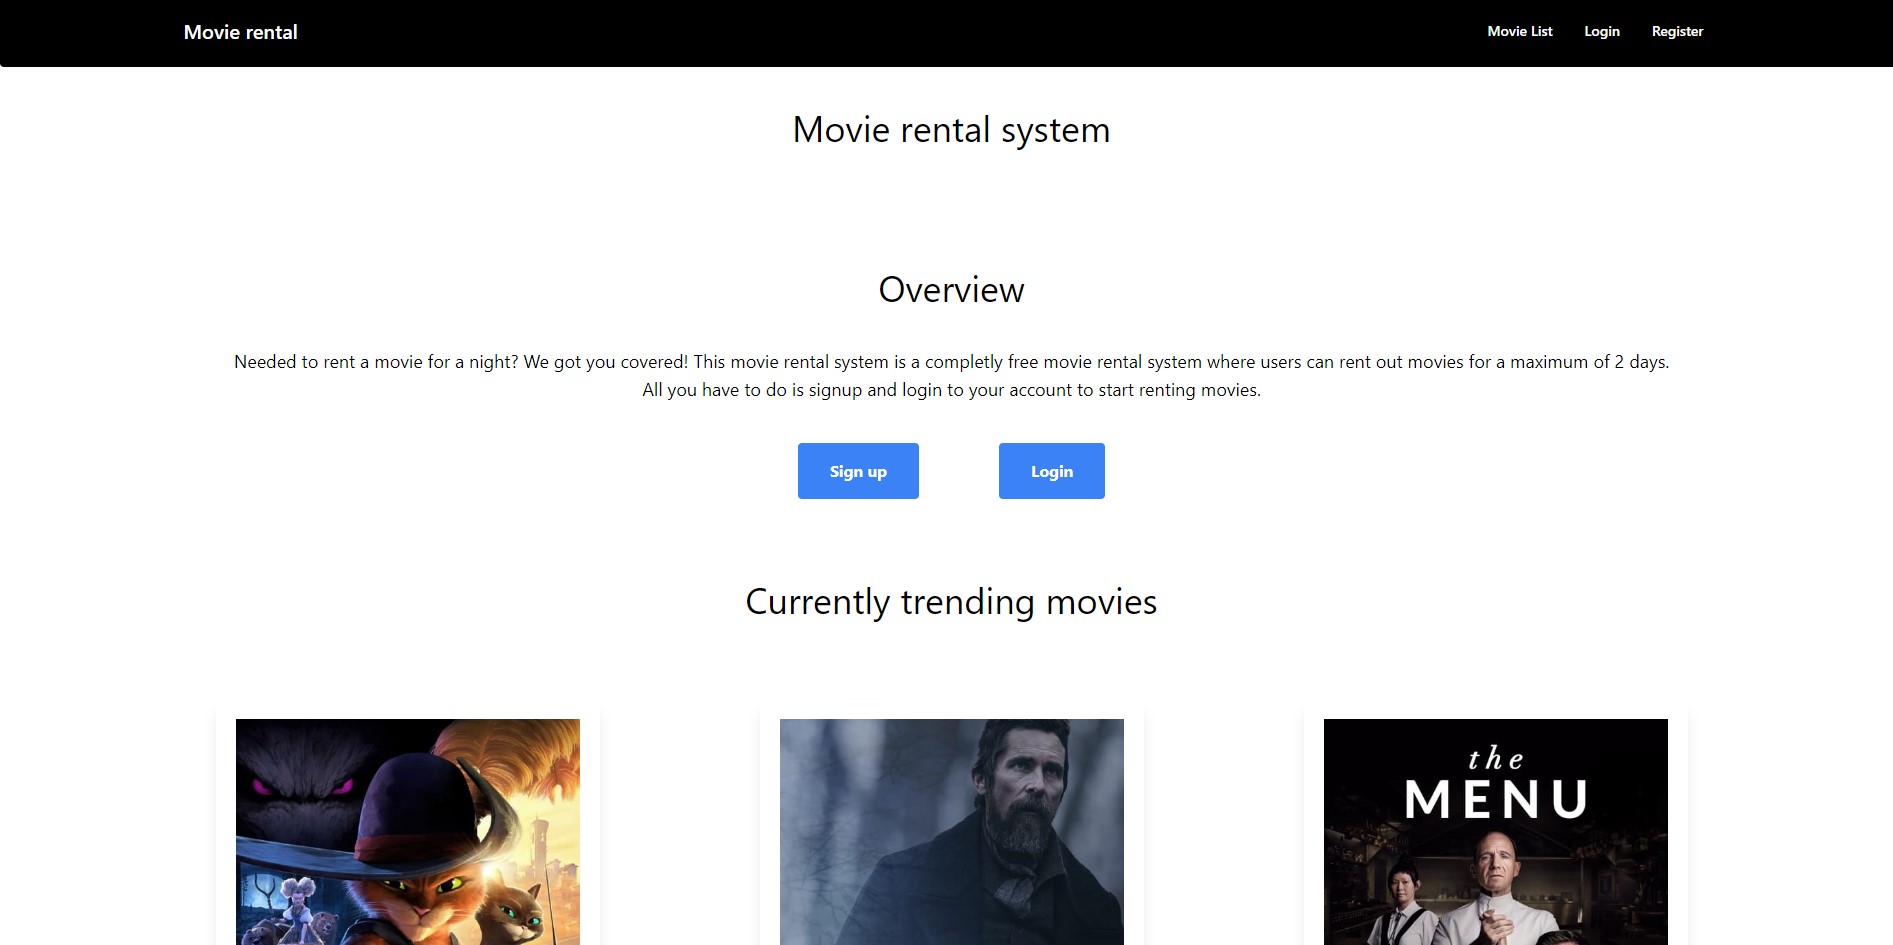 Movie rental
Movie List
Login
Register
Movie rental system
Overview
Needed to rent a movie for a night? We got you covered! This movie rental system is a completly free movie rental system where users can rent out movies for a maximum of 2 days.
All you have to do is signup and login to your account to start renting movies.
Sign up
Login
Currently trending movies
the
MENU